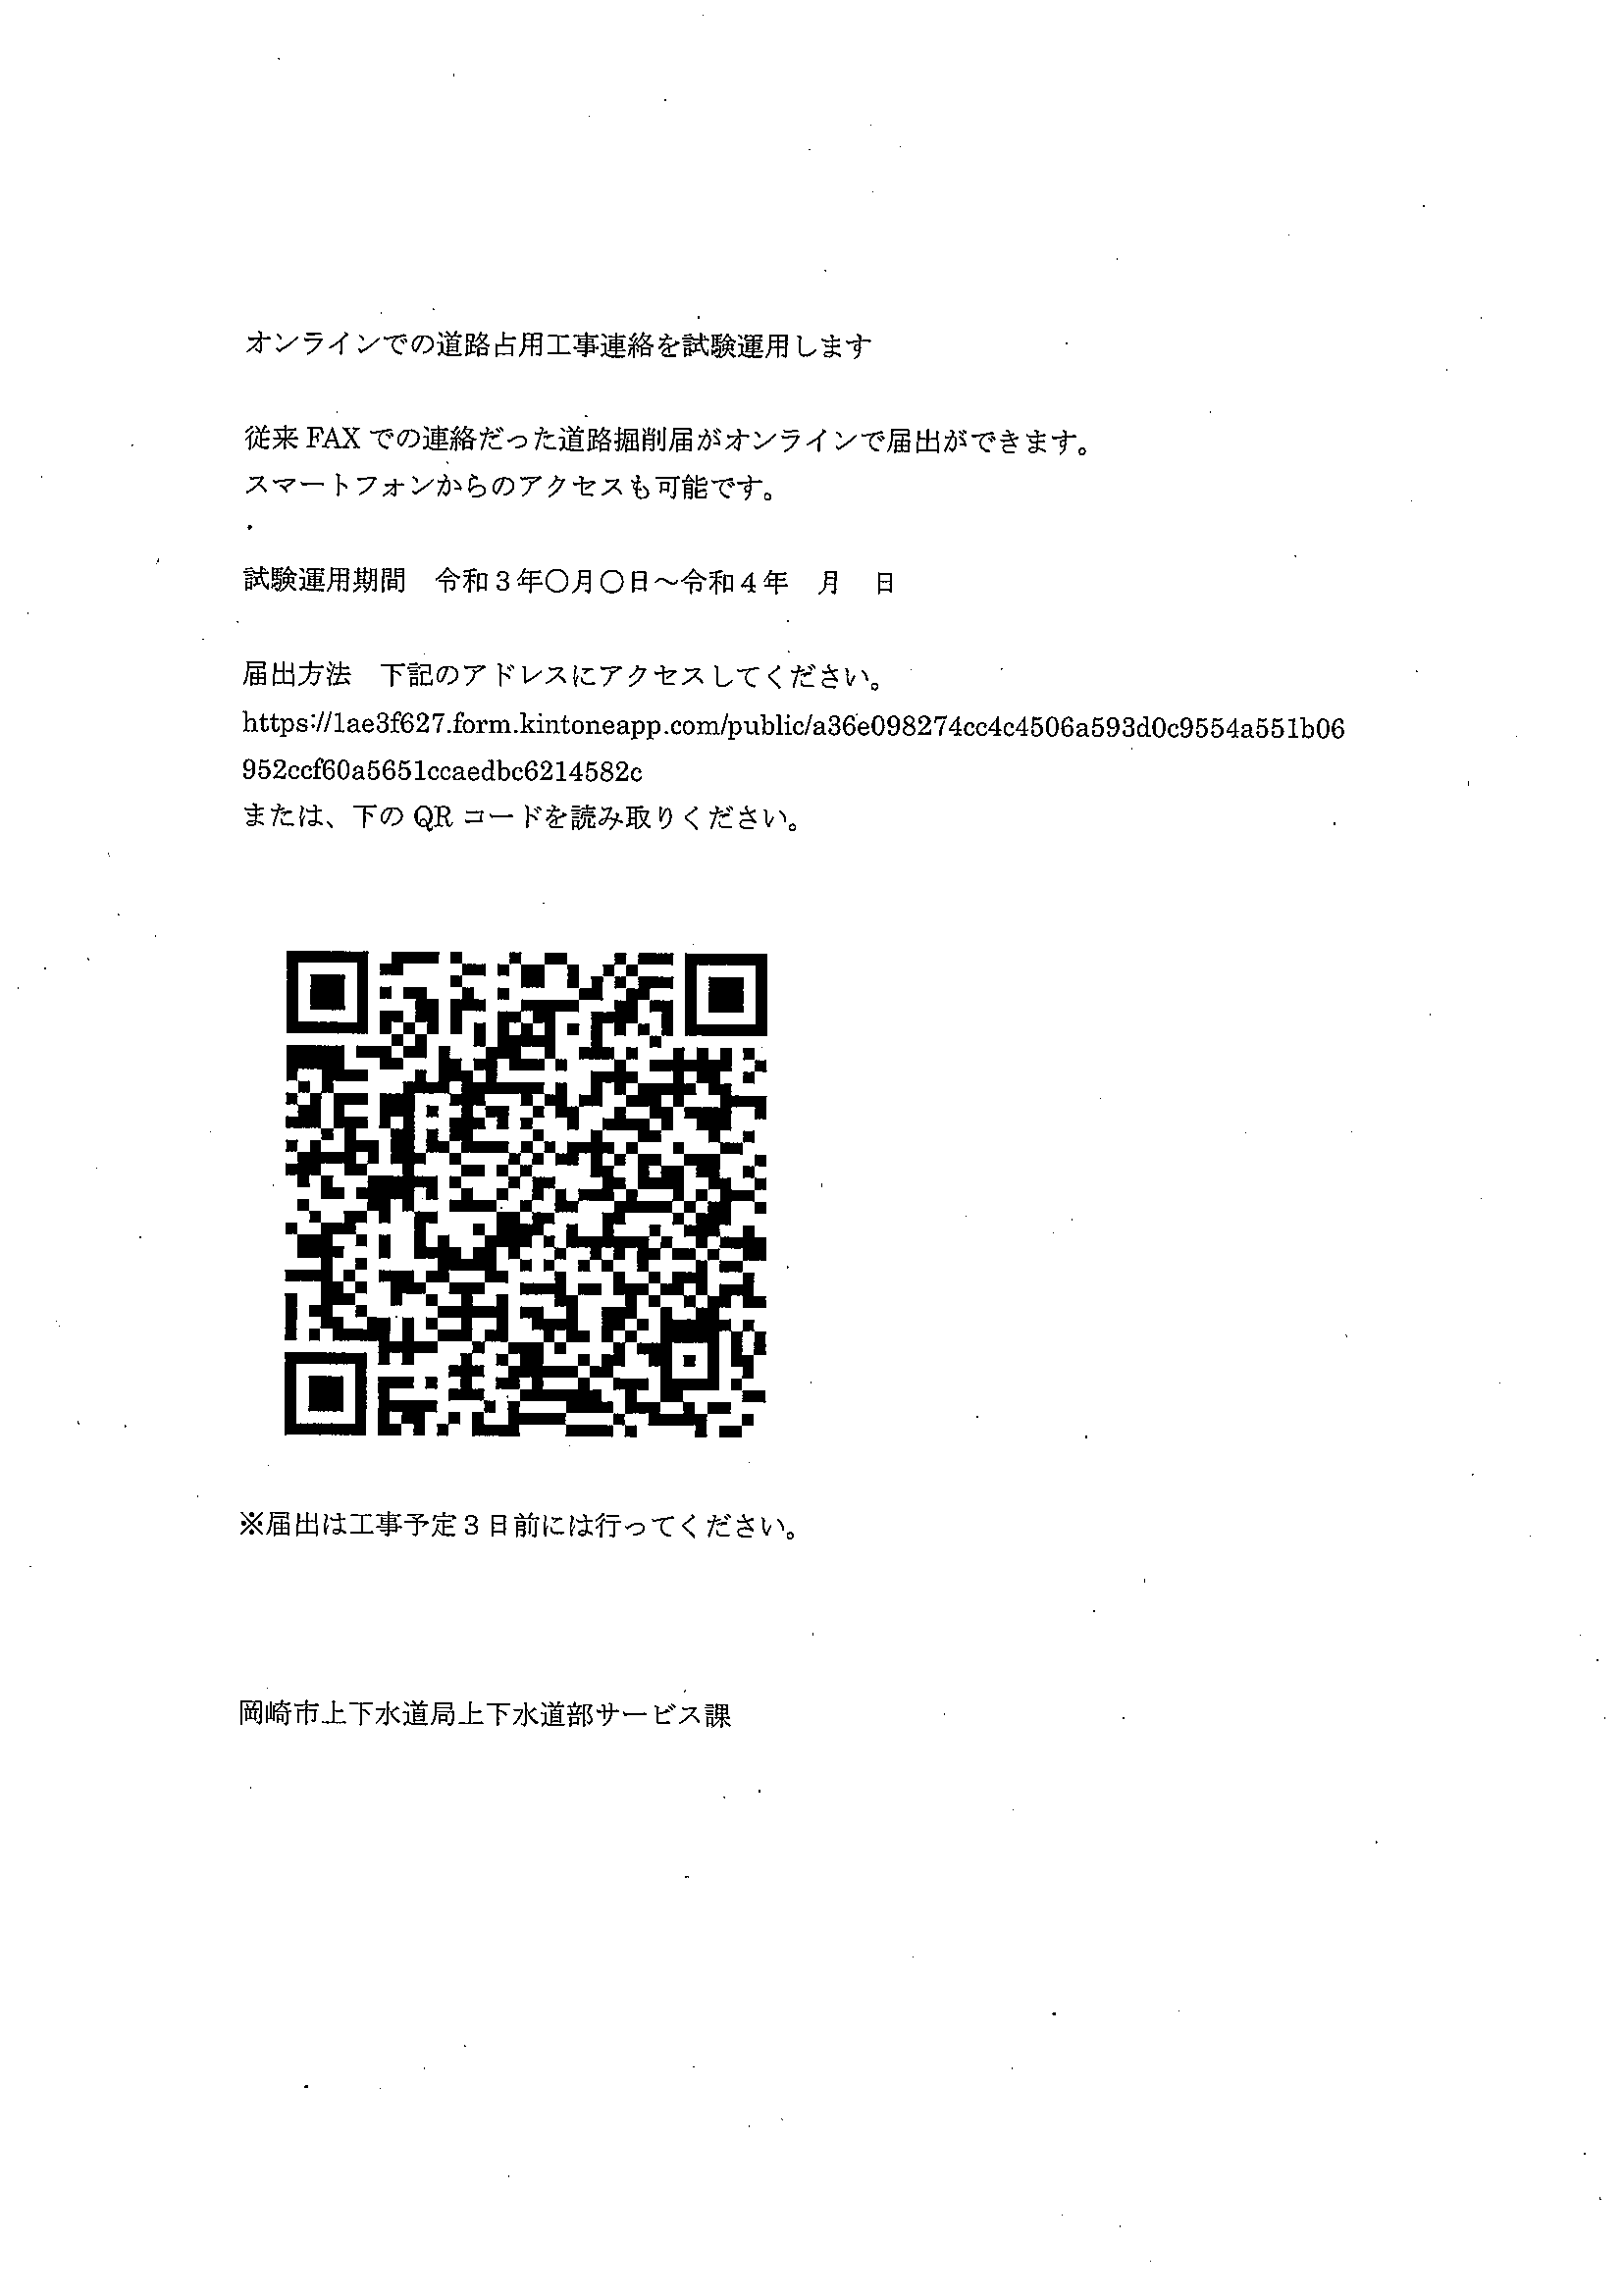 オンラインでの道路占用工事連絡を試験運用します
従来 FAX での連絡だった道路掘削届がオンラインで届出ができます。
スマートフォンからのアクセスも可能です。
試験運用期間　令和３年〇月〇日～令和４年　月　日
届出方法　下記のアドレスにアクセスしてください。
https://1ae3f627.form.kintoneapp.com/public/a36e098274cc4c4506a593d0c9554a551b06
952ccf60a5651ccaedbc6214582c
または、下の QR コードを読み取りください。
※届出は工事予定３日前には行ってください。
岡崎市上下水道局上下水道部サービス課